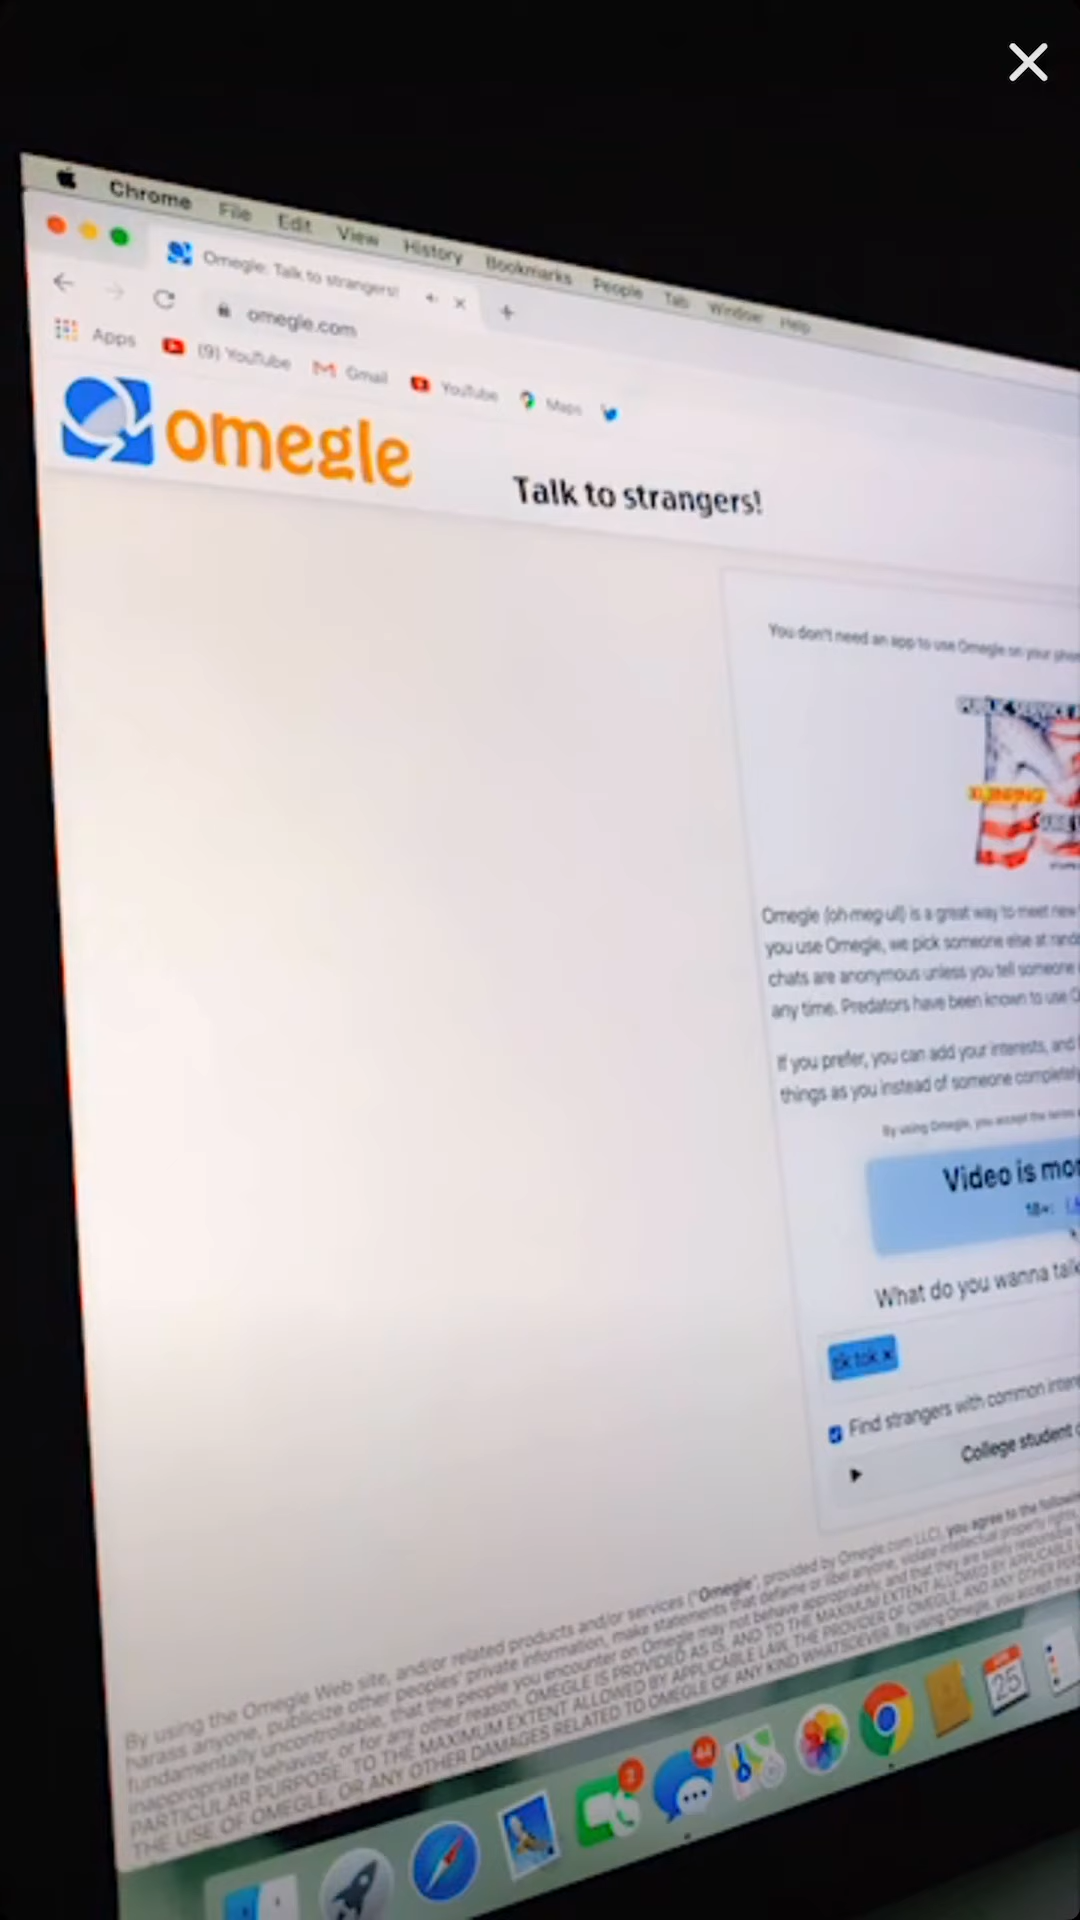 Chrome File Edit View History Bookmarks People Tab Window Help
Omegle: Talk to strangers!
omegle.com
Apps (9) YouTube Gmail YouTube Maps
omegle
Talk to strangers!
You don't need an app to use Omegle on your phon
PUBLIC SERVICE
XIJINPING
Omegle (oh·meg·ull) is a great way to meet new
you use Omegle, we pick someone else at rando
chats are anonymous unless you tell someone
any time. Predators have been known to use O
If you prefer, you can add your interests, and
things as you instead of someone completely
By using Omegle, you accept the terms
Video is mon
18+:
What do you wanna talk
tik tok
Find strangers with common intere
College student
By using the Omegle Web site, and/or related products and/or services ("Omegle", provided by Omegle.com LLC), you agree to the following
harass anyone, publicize other peoples' private information, make statements that defame or libel anyone, violate intellectual property rights,
fundamentally uncontrollable, that the people you encounter on Omegle may not behave appropriately, and that they are solely responsible
inappropriate behavior, or for any other reason. OMEGLE IS PROVIDED AS IS, AND TO THE MAXIMUM EXTENT ALLOWED BY APPLICABLE
PARTICULAR PURPOSE. TO THE MAXIMUM EXTENT ALLOWED BY APPLICABLE LAW, THE PROVIDER OF OMEGLE, AND ANY OTHER
THE USE OF OMEGLE, OR ANY OTHER DAMAGES RELATED TO OMEGLE OF ANY KIND WHATSOEVER. By using Omegle, you accept the
2
44
25